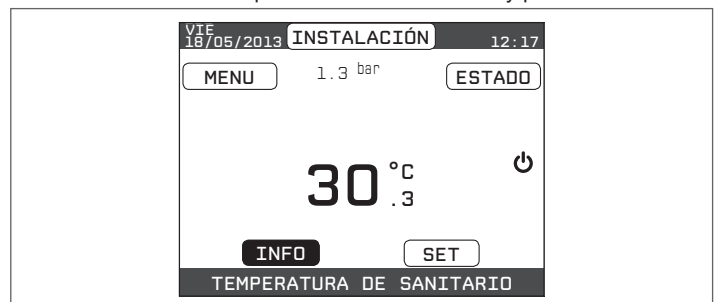 VIE
18/05/2013 INSTALACIÓN 12:17
MENU 1.3 bar ESTADO
30 °C
.3
INFO SET
TEMPERATURA DE SANITARIO